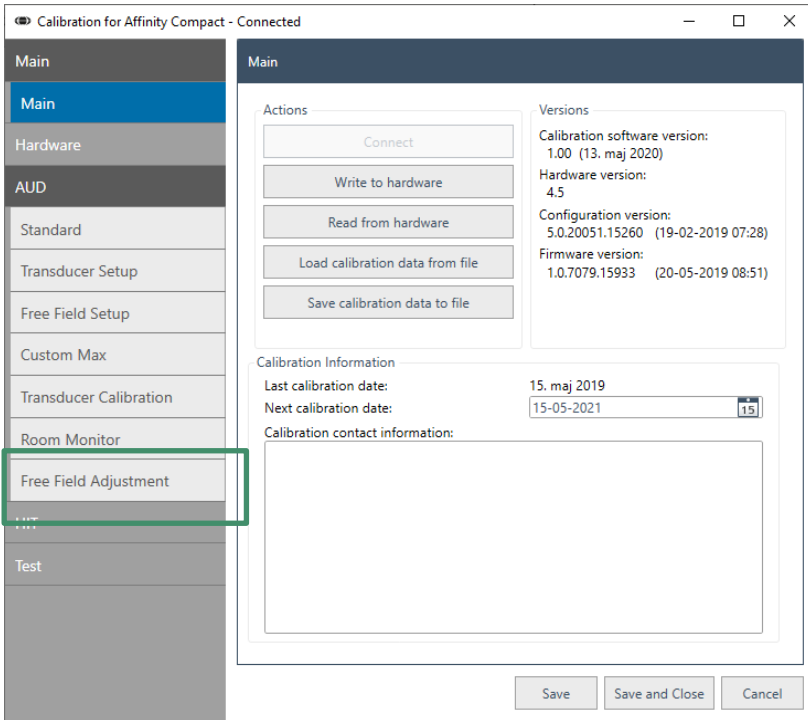 Calibration for Affinity Compact - Connected
Main
Main
Hardware
AUD
Standard
Transducer Setup
Free Field Setup
Custom Max
Transducer Calibration
Room Monitor
Free Field Adjustment
HIT
Test
Main
Actions
Connect
Write to hardware
Read from hardware
Load calibration data from file
Save calibration data to file
Versions
Calibration software version:
1.00 (13. maj 2020)
Hardware version:
4.5
Configuration version:
5.0.20051.15260 (19-02-2019 07:28)
Firmware version:
1.0.7079.15933 (20-05-2019 08:51)
Calibration Information
Last calibration date: 15. maj 2019
Next calibration date: 15-05-2021 15
Calibration contact information:
Save Save and Close Cancel